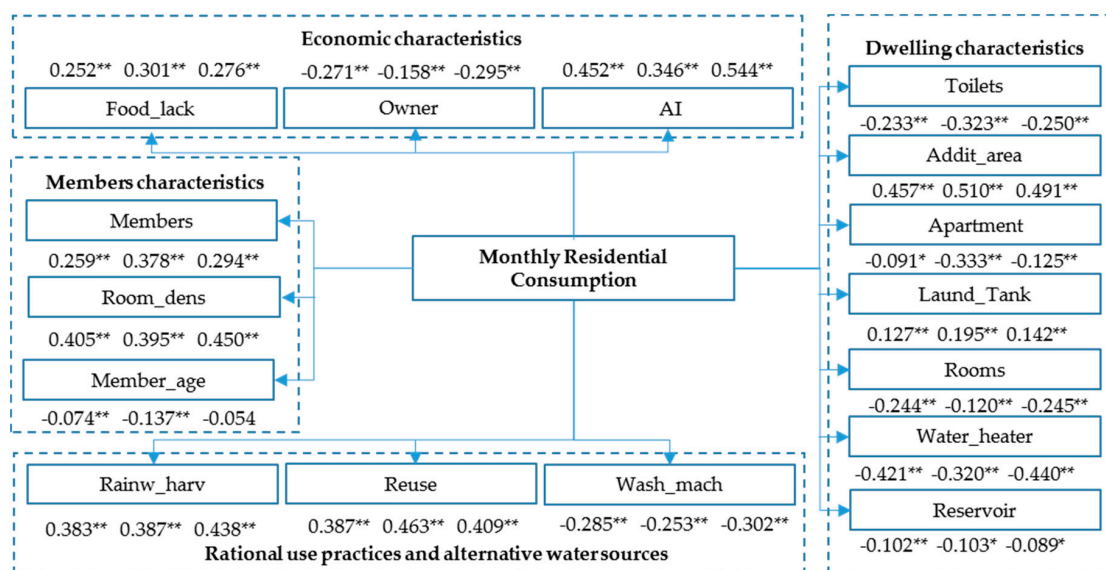 Economic characteristics
0.252** 0.301** 0.276**
-0.271** -0.158** -0.295**
0.452** 0.346** 0.544**
Food_lack
Owner
AI
Members characteristics
Members
0.259** 0.378** 0.294**
Room_dens
0.405** 0.395** 0.450**
Member_age
-0.074** -0.137** -0.054
Monthly Residential
Consumption
Dwelling characteristics
Toilets
-0.233** -0.323** -0.250**
Addit_area
0.457** 0.510** 0.491**
Apartment
-0.091* -0.333** -0.125**
Laund_Tank
0.127** 0.195** 0.142**
Rooms
-0.244** -0.120** -0.245**
Water_heater
-0.421** -0.320** -0.440**
Reservoir
-0.102** -0.103* -0.089*
Rainw_harv
Reuse
Wash_mach
0.383** 0.387** 0.438**
0.387** 0.463** 0.409**
-0.285** -0.253** -0.302**
Rational use practices and alternative water sources